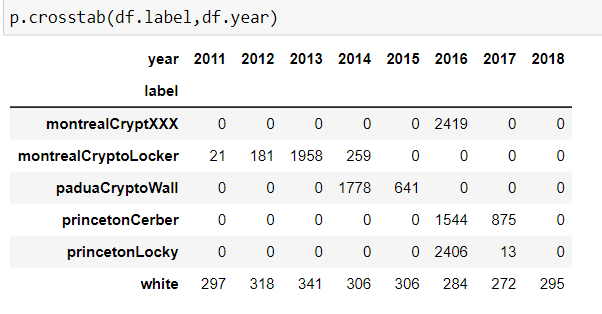 p.crosstab(df.label,df.year)
year 2011 2012 2013 2014 2015 2016 2017 2018
label
montrealCryptXXX 0 0 0 0 0 2419 0 0
montrealCryptoLocker 21 181 1958 259 0 0 0 0
paduaCryptoWall 0 0 0 1778 641 0 0 0
princetonCerber 0 0 0 0 0 1544 875 0
princetonLocky 0 0 0 0 0 2406 13 0
white 297 318 341 306 306 284 272 295